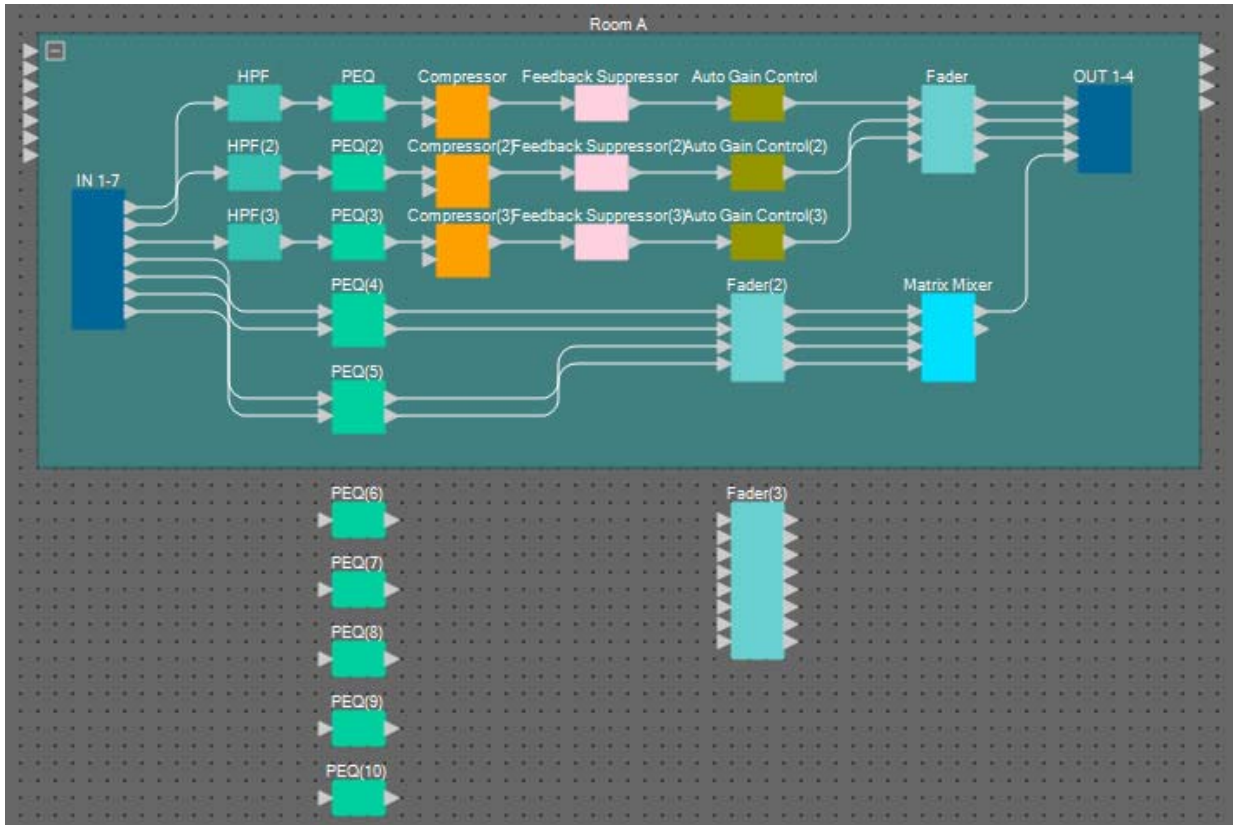 Room A
HPF PEQ Compressor Feedback Suppressor Auto Gain Control Fader OUT 1-4
HPF(2) PEQ(2) Compressor(2) Feedback Suppressor(2) Auto Gain Control(2)
IN 1-7
HPF(3) PEQ(3) Compressor(3) Feedback Suppressor(3) Auto Gain Control(3)
PEQ(4) Fader(2) Matrix Mixer
PEQ(5)
PEQ(6) Fader(3)
PEQ(7)
PEQ(8)
PEQ(9)
PEQ(10)